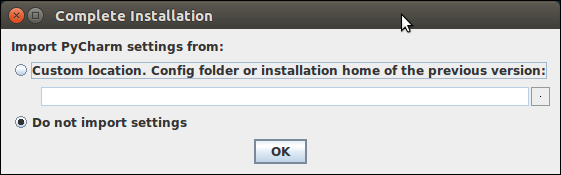 Complete Installation
Import PyCharm settings from:
Custom location. Config folder or installation home of the previous version:
Do not import settings
OK